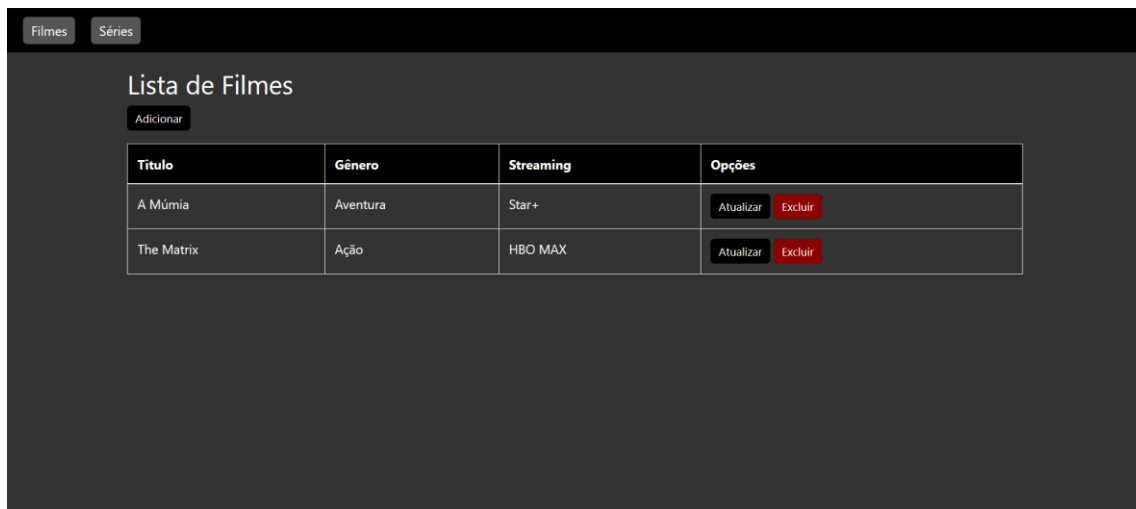 Filmes Séries
Lista de Filmes
Adicionar
Titulo Gênero Streaming Opções
A Múmia Aventura Star+ Atualizar Excluir
The Matrix Ação HBO MAX Atualizar Excluir